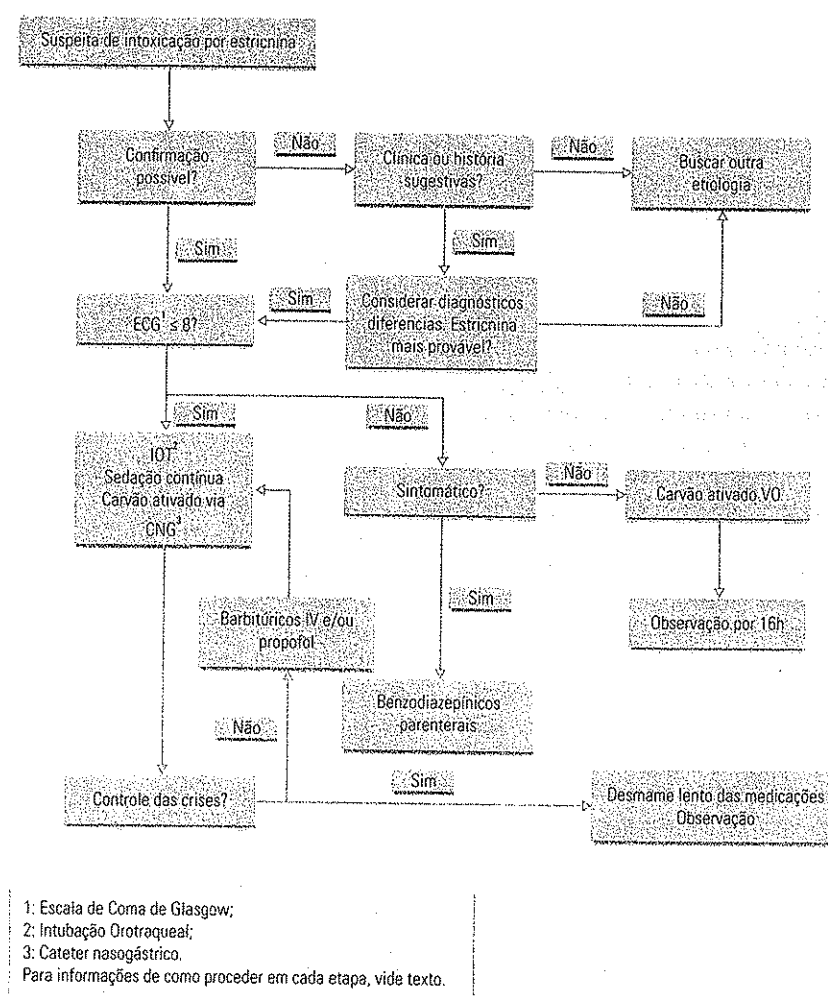 Suspeita de intoxicação por estricnina
Confirmação
possível?
Não
Clínica ou história
sugestivas?
Não
Buscar outra
etiologia
Sim
Sim
ECG¹ ≤ 8?
Sim
Considerar diagnósticos
diferencias. Estricnina
mais provável?
Não
Sim
Não
IOT²
Sedação contínua
Carvão ativado via
CNG³
Sintomático?
Não
Carvão ativado VO
Sim
Barbitúricos IV e/ou
propofol
Observação por 16h
Benzodiazepínicos
parenterais
Não
Controle das crises?
Sim
Desmame lento das medicações
Observação
1: Escala de Coma de Glasgow;
2: Intubação Orotraqueal;
3: Cateter nasogástrico.
Para informações de como proceder em cada etapa, vide texto.